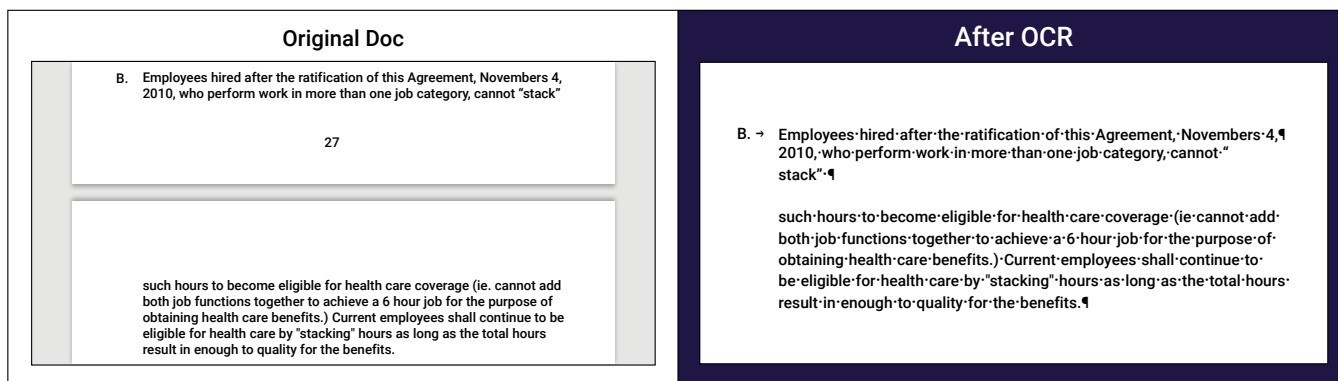 Original Doc
B. Employees hired after the ratification of this Agreement, Novembers 4,
2010, who perform work in more than one job category, cannot “stack”
27
such hours to become eligible for health care coverage (ie. cannot add
both job functions together to achieve a 6 hour job for the purpose of
obtaining health care benefits.) Current employees shall continue to be
eligible for health care by "stacking" hours as long as the total hours
result in enough to quality for the benefits.
After OCR
B. → Employees·hired·after·the·ratification·of·this·Agreement,·Novembers·4,¶
2010,·who·perform·work·in·more·than·one·job·category,·cannot·“
stack”·¶
such·hours·to·become·eligible·for·health·care·coverage·(ie·cannot·add·
both·job·functions·together·to·achieve·a·6·hour·job·for·the·purpose·of·
obtaining·health·care·benefits.)·Current·employees·shall·continue·to·
be·eligible·for·health·care·by·"stacking"·hours·as·long·as·the·total·hours·
result·in·enough·to·quality·for·the·benefits.¶